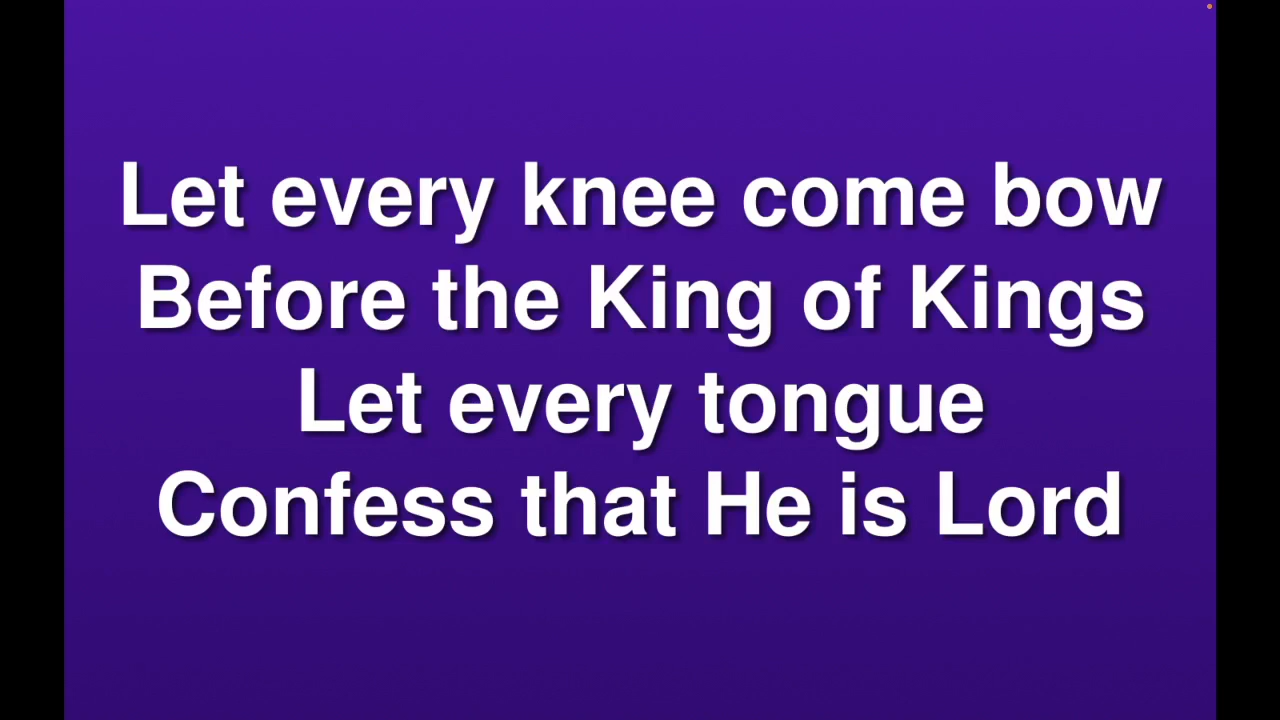 Let every knee come bow
Before the King of Kings
Let every tongue
Confess that He is Lord